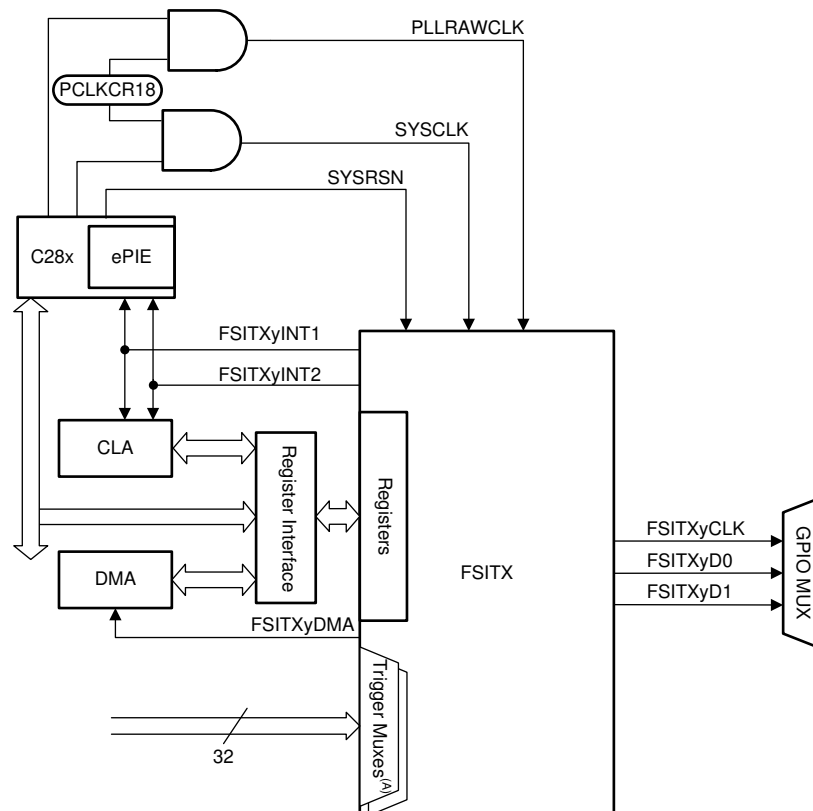 PLLRAWCLK
PCLKCR18
SYSCLK
SYSRSN
C28x
ePIE
FSITXyINT1
FSITXyINT2
CLA
Register Interface
Registers
FSITX
FSITXyCLK
FSITXyD0
FSITXyD1
GPIO MUX
DMA
FSITXyDMA
Trigger Muxes(A)
32